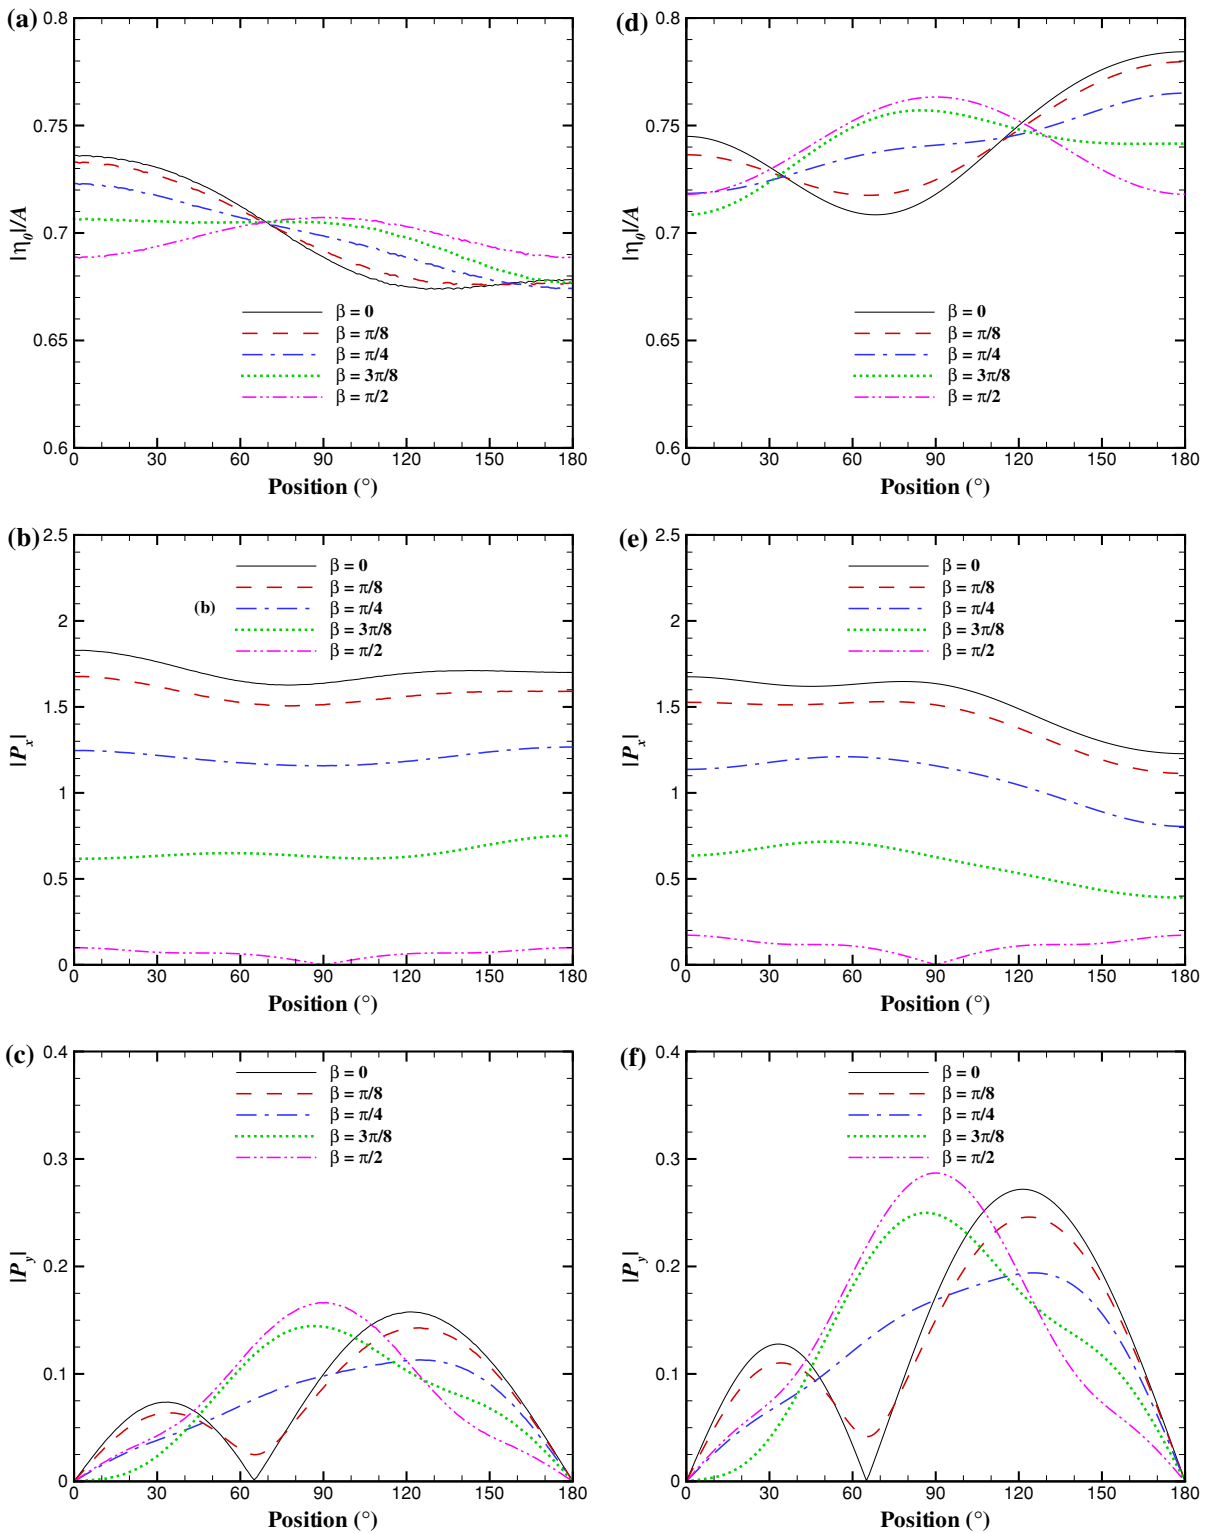 (a)
0.8
0.75
0.7
0.65
0.6
|η₀|/A
β = 0
β = π/8
β = π/4
β = 3π/8
β = π/2
0 30 60 90 120 150 180
Position (°)
(d)
0.8
0.75
0.7
0.65
0.6
|η₀|/A
β = 0
β = π/8
β = π/4
β = 3π/8
β = π/2
0 30 60 90 120 150 180
Position (°)
(b)
2.5
2
1.5
1
0.5
0
|Pₓ|
(b)
β = 0
β = π/8
β = π/4
β = 3π/8
β = π/2
0 30 60 90 120 150 180
Position (°)
(e)
2.5
2
1.5
1
0.5
0
|Pₓ|
β = 0
β = π/8
β = π/4
β = 3π/8
β = π/2
0 30 60 90 120 150 180
Position (°)
(c)
0.4
0.3
0.2
0.1
0
|P_y|
β = 0
β = π/8
β = π/4
β = 3π/8
β = π/2
0 30 60 90 120 150 180
Position (°)
(f)
0.4
0.3
0.2
0.1
0
|P_y|
β = 0
β = π/8
β = π/4
β = 3π/8
β = π/2
0 30 60 90 120 150 180
Position (°)